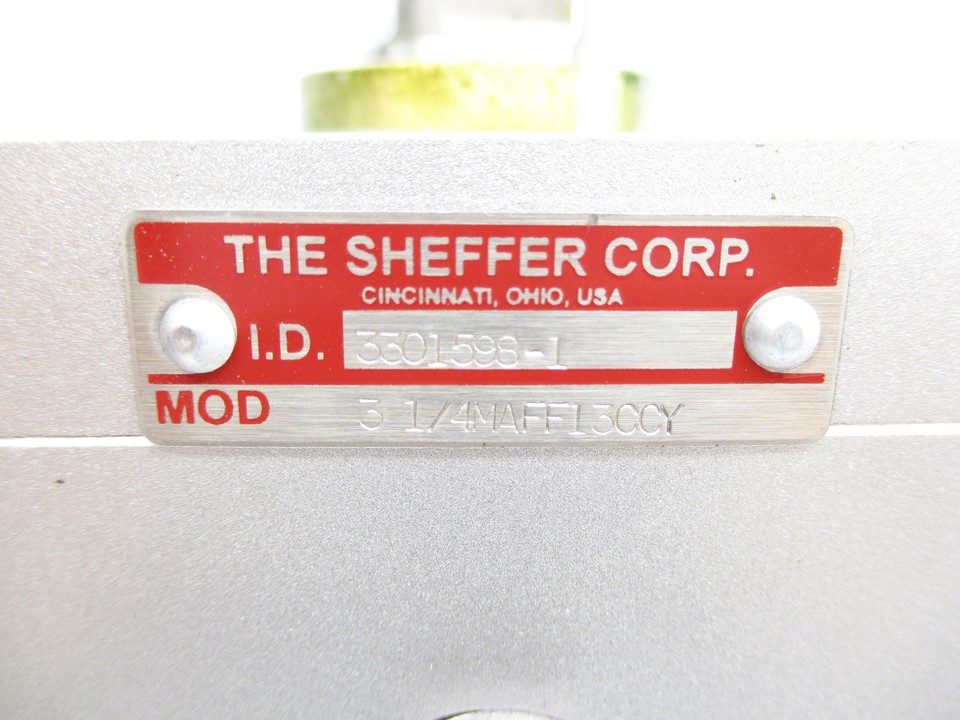 THE SHEFFER CORP.
CINCINNATI, OHIO, USA
I.D. 3301598-1
MOD 3 1/4MAFF13CCY